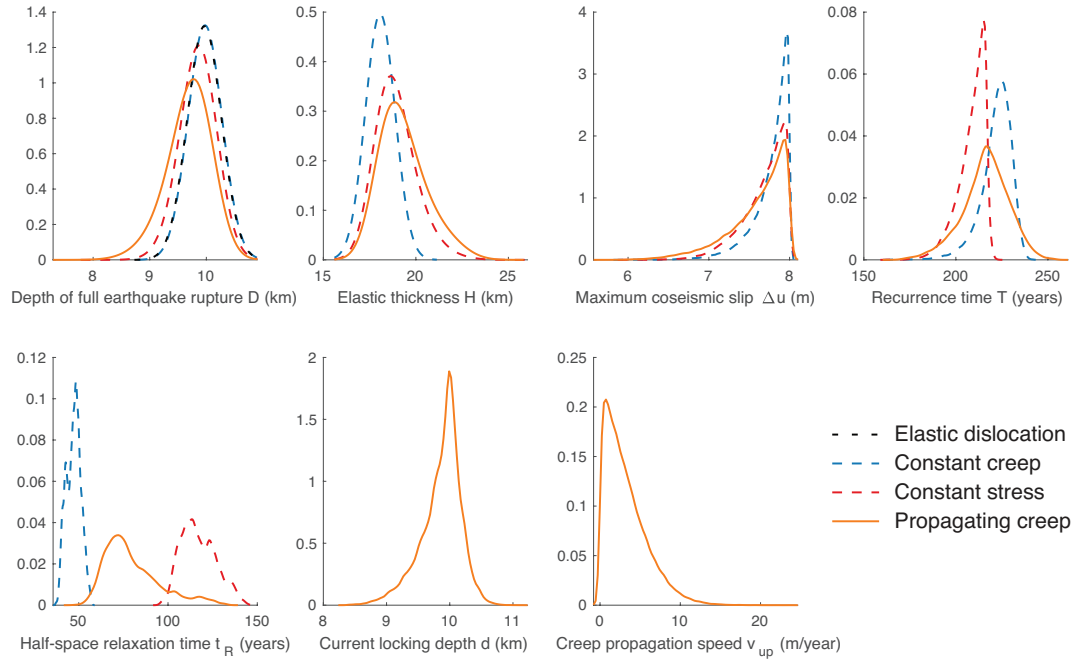 1.4
1.2
1
0.8
0.6
0.4
0.2
0
8 9 10
Depth of full earthquake rupture D (km)
0.5
0.4
0.3
0.2
0.1
0
15 20 25
Elastic thickness H (km)
4
3
2
1
0
6 7 8
Maximum coseismic slip Δu (m)
0.08
0.06
0.04
0.02
0
200 250
Recurrence time T (years)
0.12
0.1
0.08
0.06
0.04
0.02
0
50 100 150
Half-space relaxation time t_R (years)
2
1.5
1
0.5
0
8 9 10 11
Current locking depth d (km)
0.25
0.2
0.15
0.1
0.05
0
0 10 20
Creep propagation speed v_up (m/year)
Elastic dislocation
Constant creep
Constant stress
Propagating creep